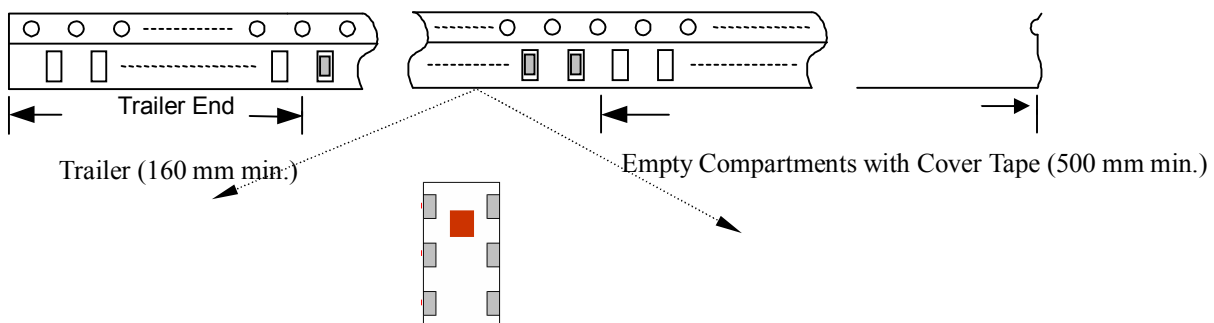 Trailer End
Trailer (160 mm min.)
Empty Compartments with Cover Tape (500 mm min.)